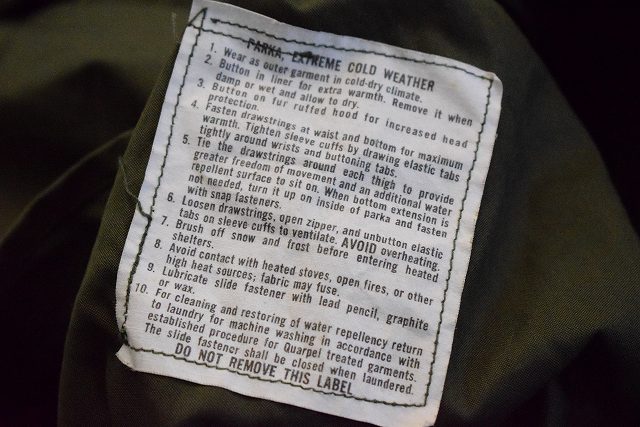 PARKA, EXTREME COLD WEATHER
1. Wear as outer garment in cold-dry climate.
2. Button in liner for extra warmth. Remove it when
damp or wet and allow to dry.
3. Button on fur ruffed hood for increased head
protection.
4. Fasten drawstrings at waist and bottom for maximum
warmth. Tighten sleeve cuffs by drawing elastic tabs
tightly around wrists and buttoning tabs.
5. Tie the drawstrings around each thigh to provide
greater freedom of movement and an additional water
repellent surface to sit on. When bottom extension is
not needed, turn it up on inside of parka and fasten
with snap fasteners.
6. Loosen drawstrings, open zipper, and unbutton elastic
tabs on sleeve cuffs to ventilate. AVOID overheating.
7. Brush off snow and frost before entering heated
shelters.
8. Avoid contact with heated stoves, open fires, or other
high heat sources; fabric may fuse.
9. Lubricate slide fastener with lead pencil, graphite
or wax.
10. For cleaning and restoring of water repellency return
to laundry for machine washing in accordance with
established procedure for Quarpel treated garments.
The slide fastener shall be closed when laundered.
DO NOT REMOVE THIS LABEL